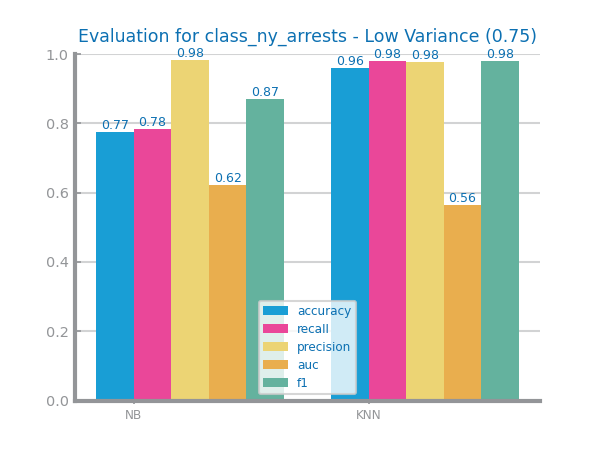 Evaluation for class_ny_arrests - Low Variance (0.75)
1.0
0.8
0.6
0.4
0.2
0.0
0.77
0.78
0.98
0.62
0.87
0.96
0.98
0.98
0.56
0.98
accuracy
recall
precision
auc
f1
NB
KNN